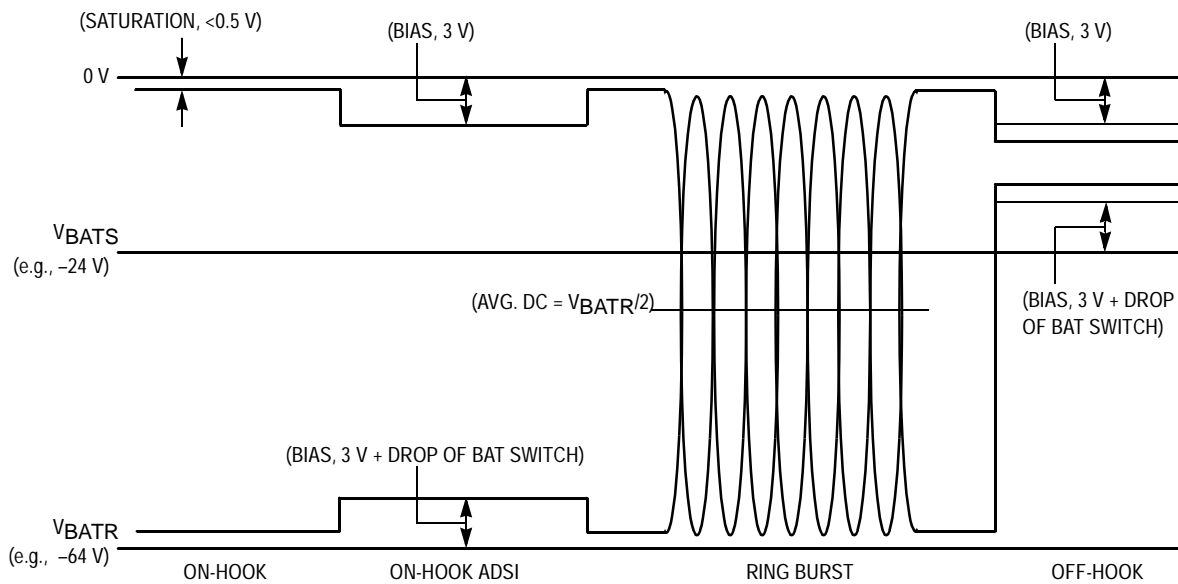 (SATURATION, <0.5 V)
(BIAS, 3 V)
(BIAS, 3 V)
0 V
VBATS
(e.g., –24 V)
(AVG. DC = VBATR/2)
(BIAS, 3 V + DROP
OF BAT SWITCH)
(BIAS, 3 V + DROP OF BAT SWITCH)
VBATR
(e.g., –64 V)
ON-HOOK
ON-HOOK ADSI
RING BURST
OFF-HOOK